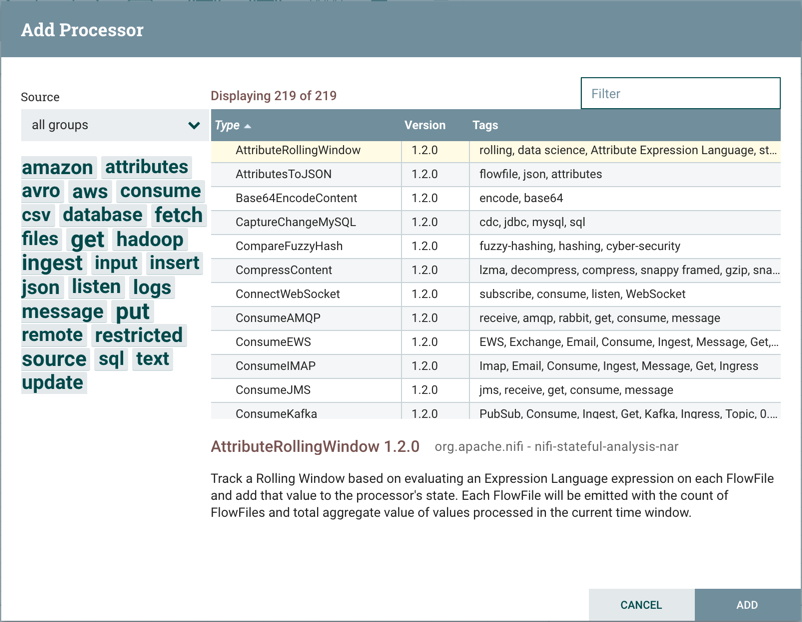 Add Processor
Source
Displaying 219 of 219
Filter
all groups
Type Version Tags
amazon attributes
avro aws consume
csv database fetch
files get hadoop
ingest input insert
json listen logs
message put
remote restricted
source sql text
update
AttributeRollingWindow 1.2.0 rolling, data science, Attribute Expression Language, st...
AttributesToJSON 1.2.0 flowfile, json, attributes
Base64EncodeContent 1.2.0 encode, base64
CaptureChangeMySQL 1.2.0 cdc, jdbc, mysql, sql
CompareFuzzyHash 1.2.0 fuzzy-hashing, hashing, cyber-security
CompressContent 1.2.0 lzma, decompress, compress, snappy framed, gzip, sna...
ConnectWebSocket 1.2.0 subscribe, consume, listen, WebSocket
ConsumeAMQP 1.2.0 receive, amqp, rabbit, get, consume, message
ConsumeEWS 1.2.0 EWS, Exchange, Email, Consume, Ingest, Message, Get,...
ConsumeIMAP 1.2.0 Imap, Email, Consume, Ingest, Message, Get, Ingress
ConsumeJMS 1.2.0 jms, receive, get, consume, message
ConsumeKafka 1.2.0 PubSub, Consume, Ingest, Get, Kafka, Ingress, Topic, 0....
AttributeRollingWindow 1.2.0 org.apache.nifi - nifi-stateful-analysis-nar
Track a Rolling Window based on evaluating an Expression Language expression on each FlowFile
and add that value to the processor's state. Each FlowFile will be emitted with the count of
FlowFiles and total aggregate value of values processed in the current time window.
CANCEL ADD